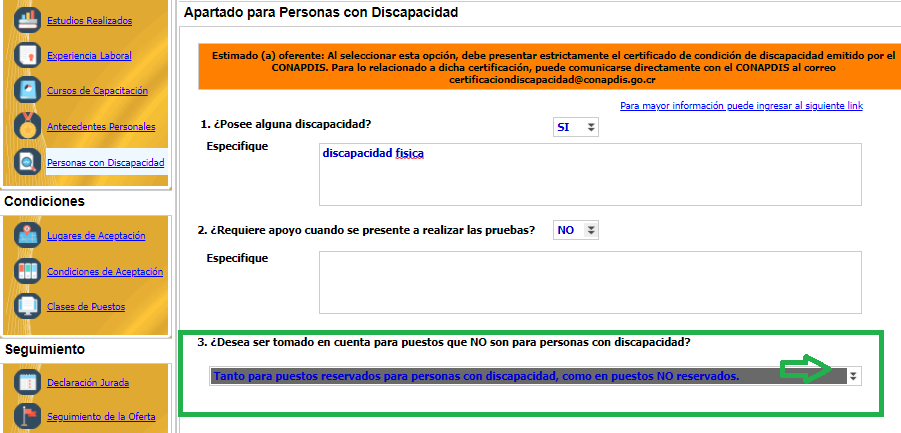 Estudios Realizados
Experiencia Laboral
Cursos de Capacitación
Antecedentes Personales
Personas con Discapacidad
Condiciones
Lugares de Aceptación
Condiciones de Aceptación
Clases de Puestos
Seguimiento
Declaración Jurada
Seguimiento de la Oferta
Apartado para Personas con Discapacidad
Estimado (a) oferente: Al seleccionar esta opción, debe presentar estrictamente el certificado de condición de discapacidad emitido por el
CONAPDIS. Para lo relacionado a dicha certificación, puede comunicarse directamente con el CONAPDIS al correo
certificaciondiscapacidad@conapdis.go.cr
Para mayor información puede ingresar al siguiente link
1. ¿Posee alguna discapacidad? SI
Especifique
discapacidad fisica
2. ¿Requiere apoyo cuando se presente a realizar las pruebas? NO
Especifique
3. ¿Desea ser tomado en cuenta para puestos que NO son para personas con discapacidad?
Tanto para puestos reservados para personas con discapacidad, como en puestos NO reservados.